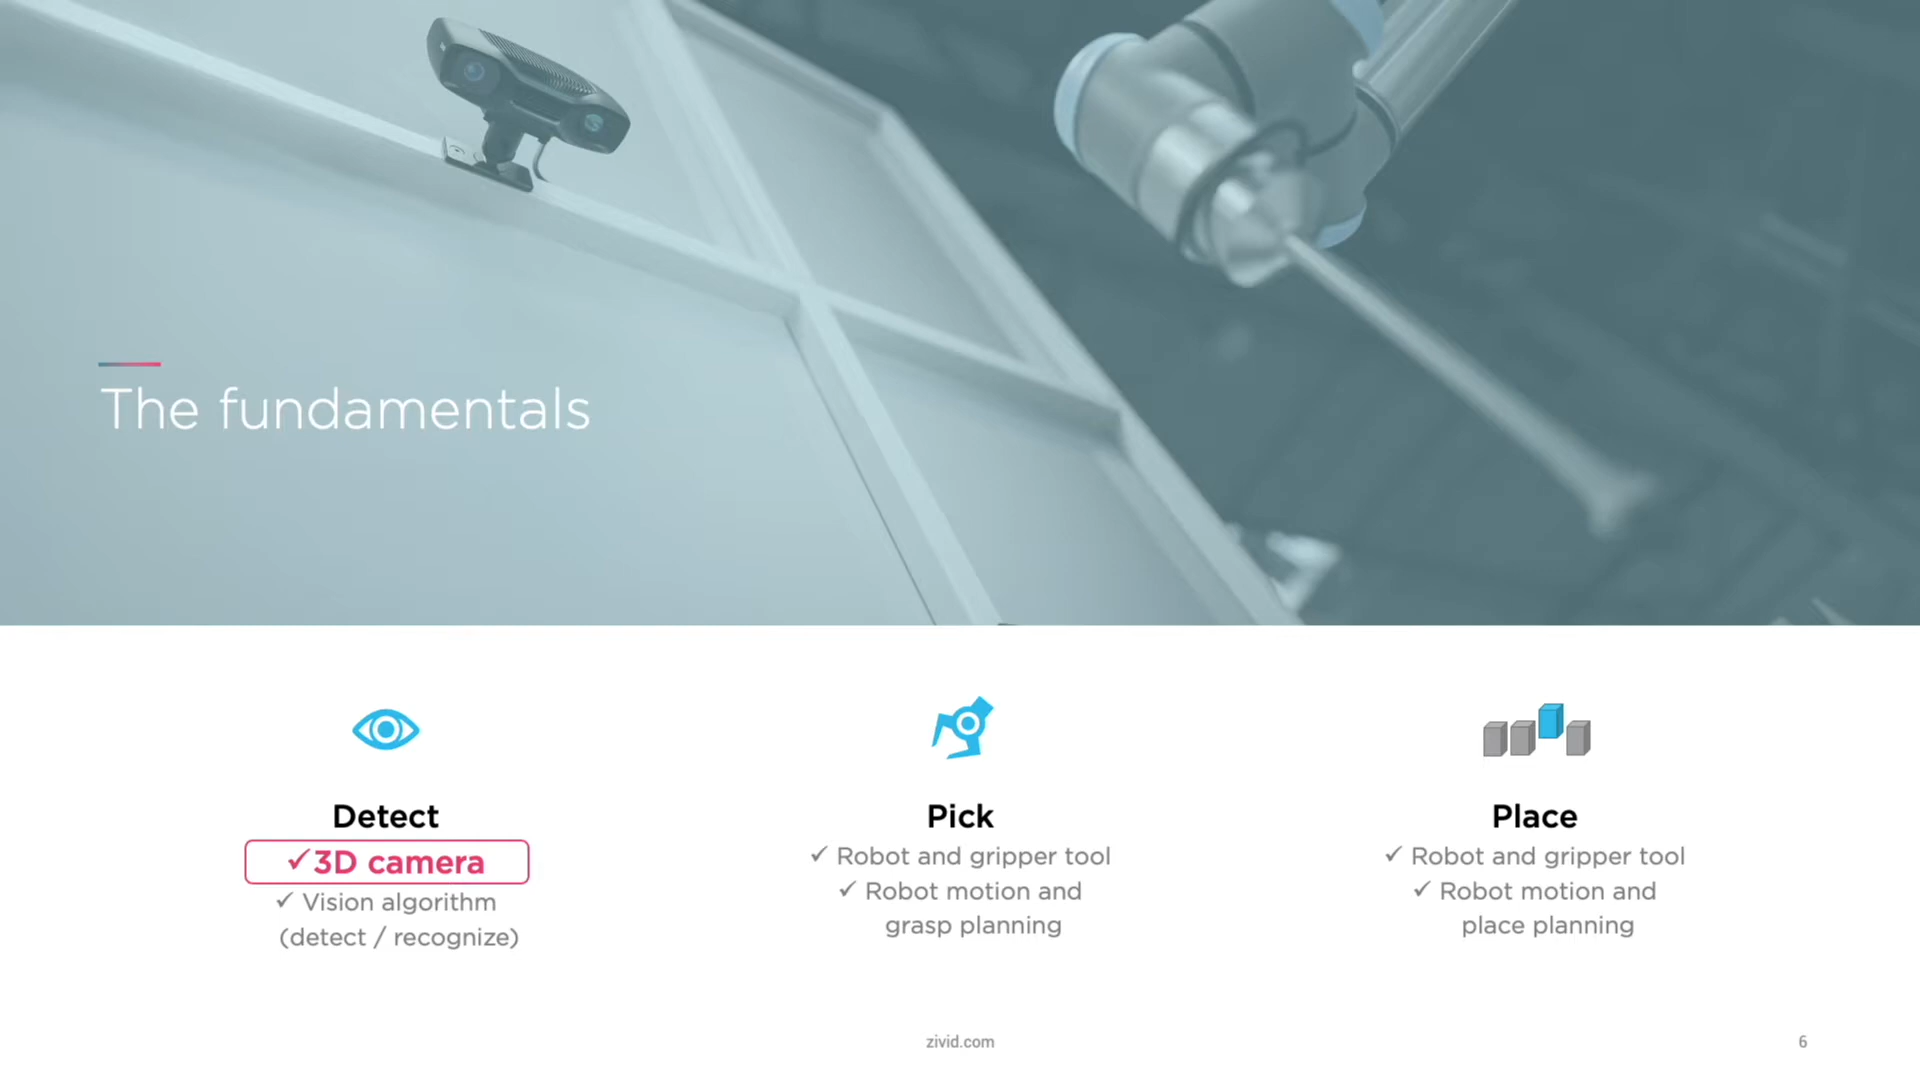 The fundamentals
Detect
✓3D camera
✓ Vision algorithm
(detect / recognize)
Pick
✓ Robot and gripper tool
✓ Robot motion and
grasp planning
Place
✓ Robot and gripper tool
✓ Robot motion and
place planning
zivid.com
6